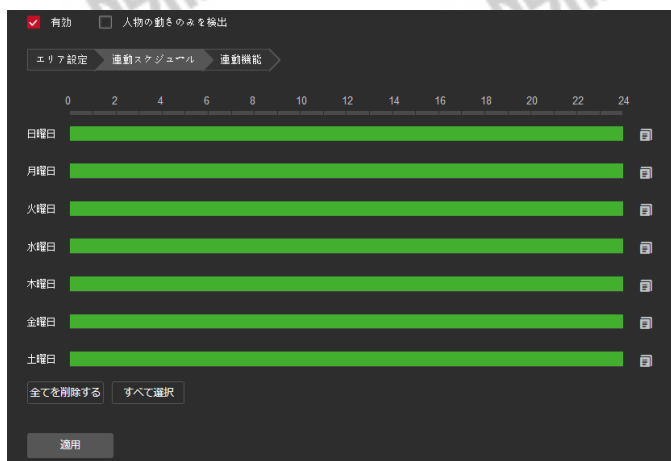 有効 人物の動きのみを検出
エリア設定 連動スケジュール 連動機能
0 2 4 6 8 10 12 14 16 18 20 22 24
日曜日
月曜日
火曜日
水曜日
木曜日
金曜日
土曜日
全てを削除する すべて選択
適用